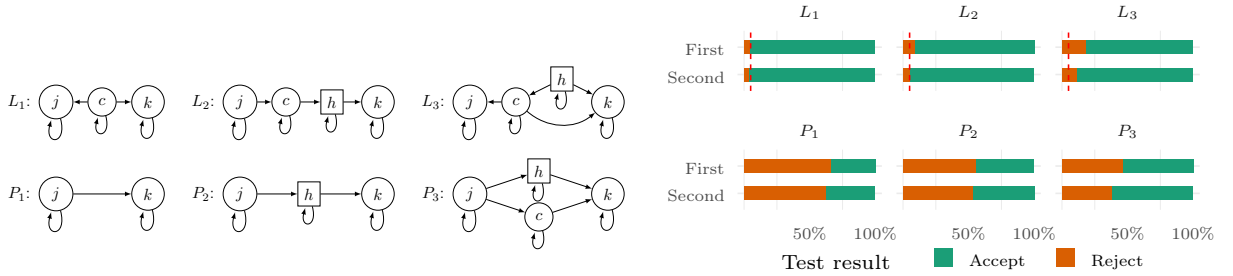 L₁: j c k
L₂: j c h k
L₃: j c h k
P₁: j k
P₂: j h k
P₃: j h c k
L₁ L₂ L₃
First
Second
P₁ P₂ P₃
First
Second
50% 100% 50% 100% 50% 100%
Test result Accept Reject